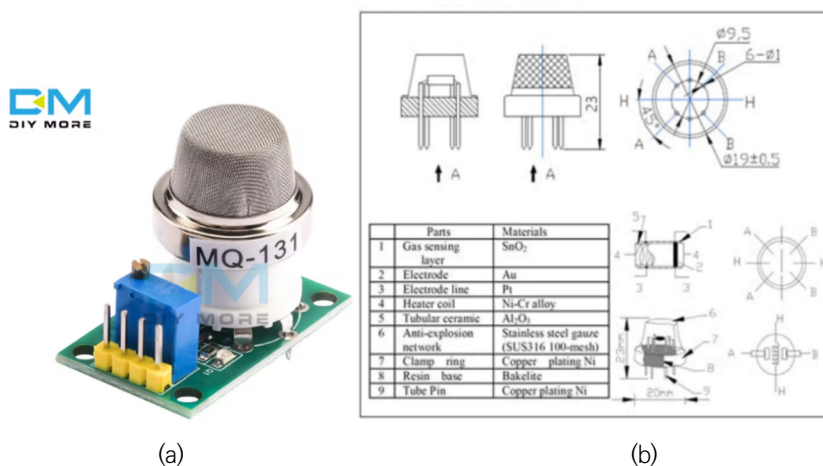 DM
DIY MORE
MQ-131
DM
DIY MORE
(a)
ø9,5
6-ø1
A
B
H
H
45°
A
B
ø19±0.5
23
A
A
Parts
Materials
1 Gas sensing layer SnO₂
2 Electrode Au
3 Electrode line Pt
4 Heater coil Ni-Cr alloy
5 Tubular ceramic Al₂O₃
6 Anti-explosion network Stainless steel gauze (SUS316 100-mesh)
7 Clamp ring Copper plating Ni
8 Resin base Bakelite
9 Tube Pin Copper plating Ni
5
1
4
4
2
3
3
A
B
H
H
A
B
6
23mm
7
8
9
20mm
H
A
B
H
(b)